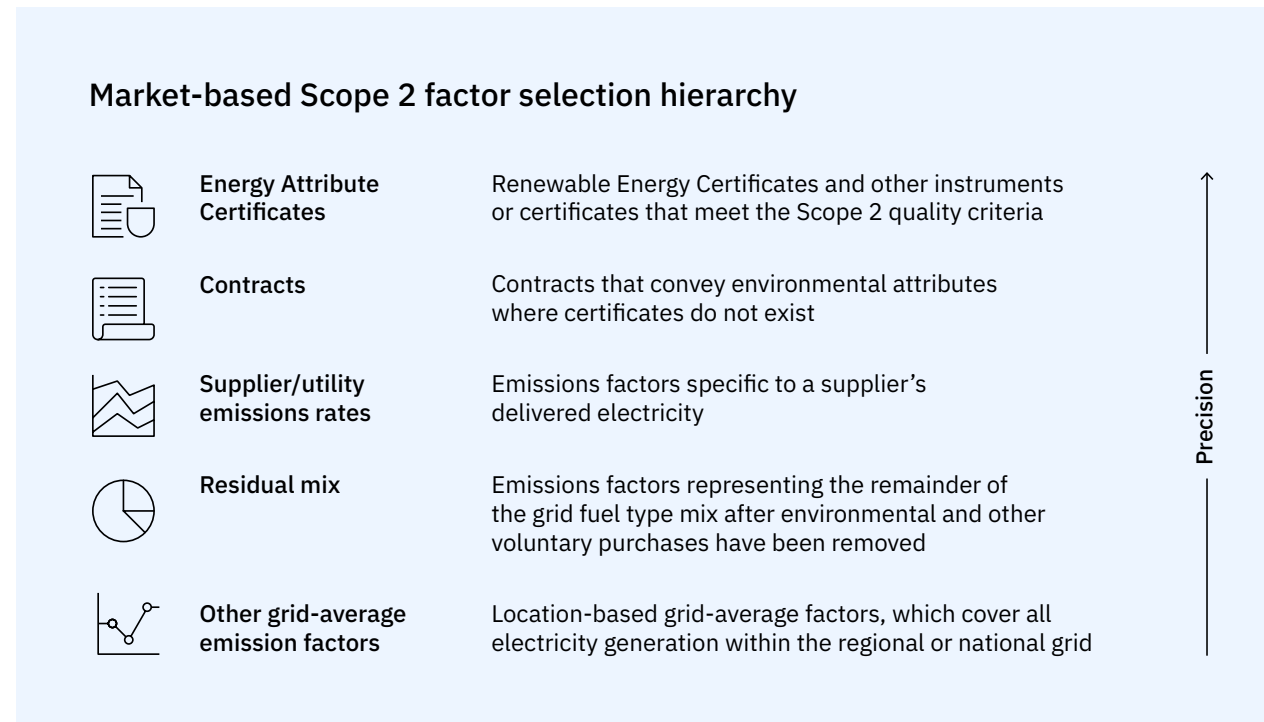 Market-based Scope 2 factor selection hierarchy
Energy Attribute
Certificates
Renewable Energy Certificates and other instruments
or certificates that meet the Scope 2 quality criteria
Contracts
Contracts that convey environmental attributes
where certificates do not exist
Supplier/utility
emissions rates
Emissions factors specific to a supplier’s
delivered electricity
Residual mix
Emissions factors representing the remainder of
the grid fuel type mix after environmental and other
voluntary purchases have been removed
Other grid-average
emission factors
Location-based grid-average factors, which cover all
electricity generation within the regional or national grid
Precision